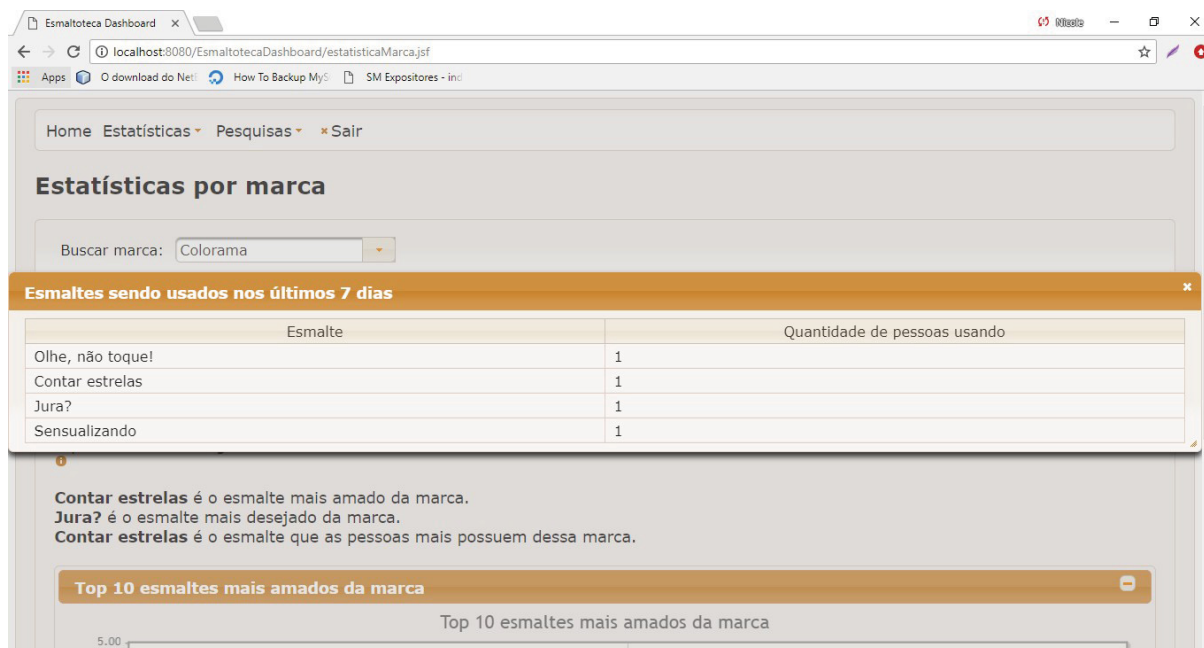 Esmaltoteca Dashboard
Nicole
localhost:8080/EsmaltotecaDashboard/estatisticaMarca.jsf
Apps O download do Net How To Backup MyS SM Expositores - ind
Home Estatísticas Pesquisas Sair
Estatísticas por marca
Buscar marca: Colorama
Esmaltes sendo usados nos últimos 7 dias
Esmalte Quantidade de pessoas usando
Olhe, não toque! 1
Contar estrelas 1
Jura? 1
Sensualizando 1
Contar estrelas é o esmalte mais amado da marca.
Jura? é o esmalte mais desejado da marca.
Contar estrelas é o esmalte que as pessoas mais possuem dessa marca.
Top 10 esmaltes mais amados da marca
Top 10 esmaltes mais amados da marca
5.00